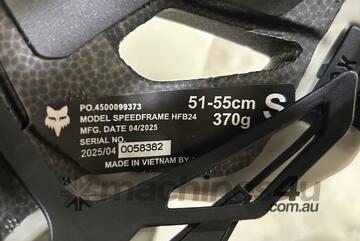 PO.4500099373
MODEL SPEEDFRAME HFB24
MFG. DATE 04/2025
SERIAL NO.
2025/04 0058382
MADE IN VIETNAM BY
51-55cm
370g
S
machines4u
.com.au